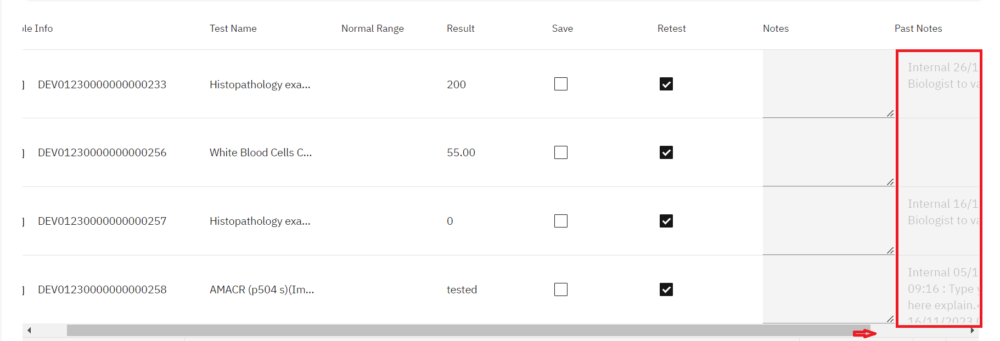 ole Info Test Name Normal Range Result Save Retest Notes Past Notes
DEV01230000000000233 Histopathology exa... 200 Internal 26/1
Biologist to va
DEV01230000000000256 White Blood Cells C... 55.00
DEV01230000000000257 Histopathology exa... 0 Internal 16/1
Biologist to va
DEV01230000000000258 AMACR (p504 s)(Im... tested Internal 05/1
09:16 : Type y
here explain.<
16/11/2023 0